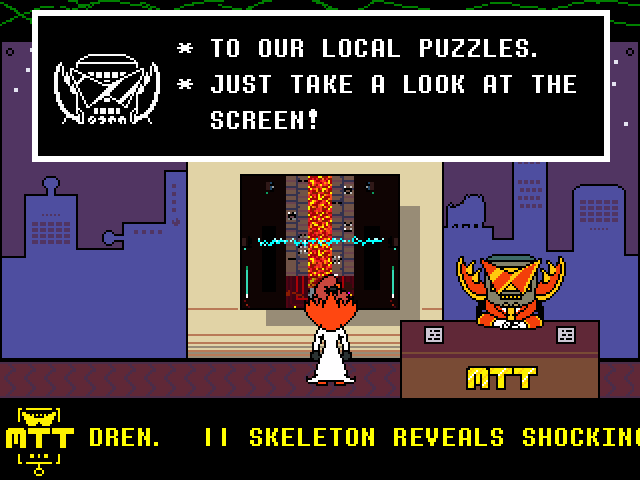 * TO OUR LOCAL PUZZLES.
* JUST TAKE A LOOK AT THE
SCREEN!
MTT
MTT DREN. || SKELETON REVEALS SHOCKING